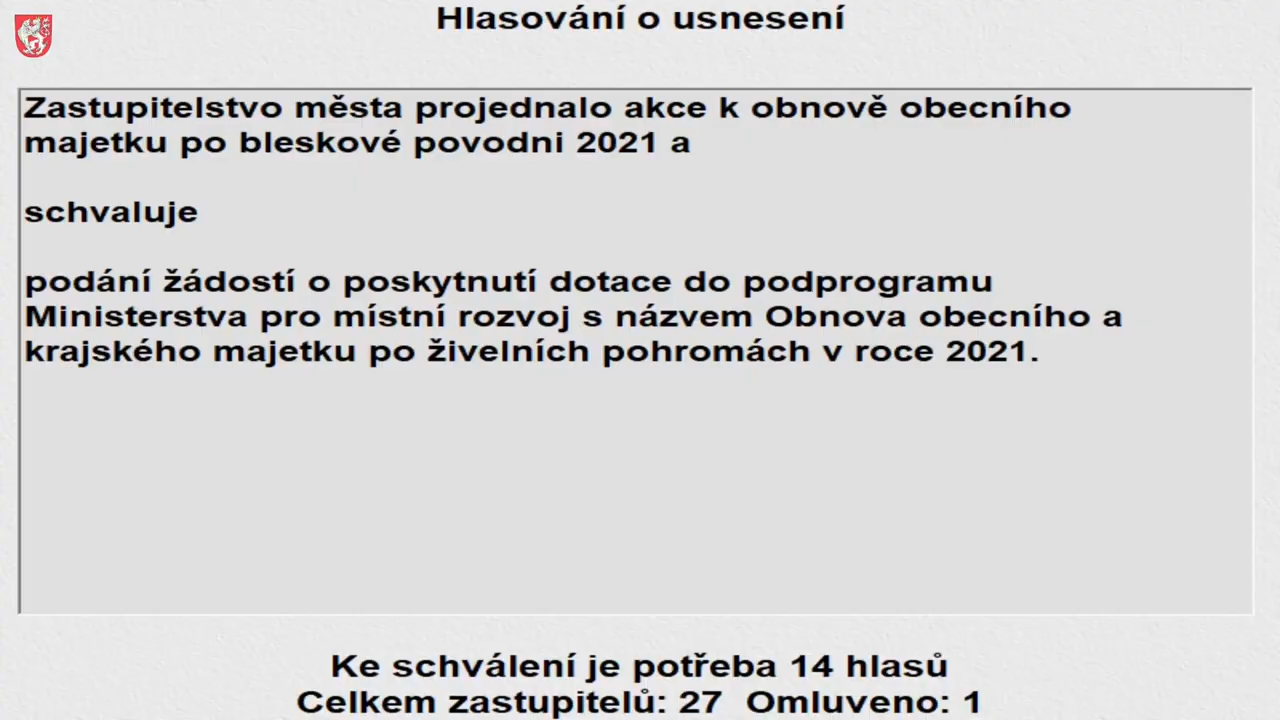 Hlasování o usnesení
Zastupitelstvo města projednalo akce k obnově obecního
majetku po bleskové povodni 2021 a
schvaluje
podání žádostí o poskytnutí dotace do podprogramu
Ministerstva pro místní rozvoj s názvem Obnova obecního a
krajského majetku po živelních pohromách v roce 2021.
Ke schválení je potřeba 14 hlasů
Celkem zastupitelů: 27 Omluveno: 1